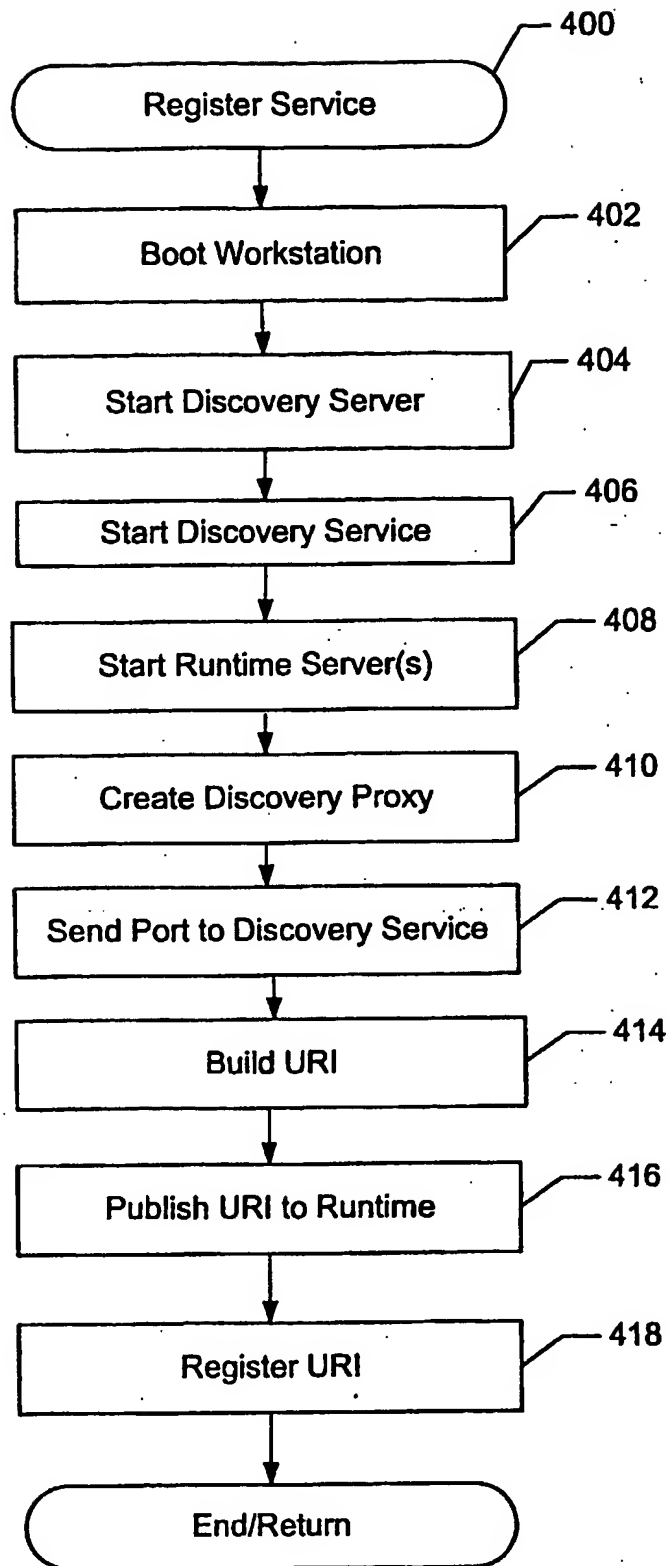 400
Register Service
402
Boot Workstation
404
Start Discovery Server
406
Start Discovery Service
408
Start Runtime Server(s)
410
Create Discovery Proxy
412
Send Port to Discovery Service
414
Build URI
416
Publish URI to Runtime
418
Register URI
End/Return